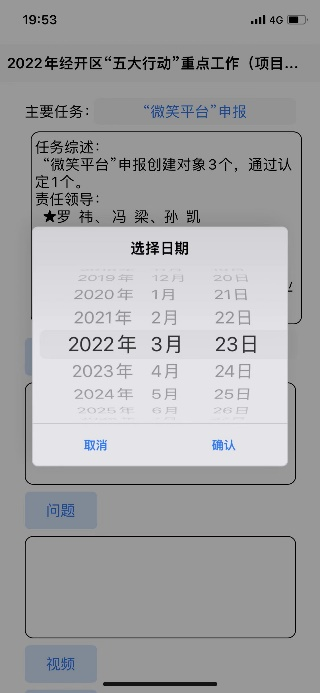 19:53
4G
2022年经开区“五大行动”重点工作（项目...
主要任务：
“微笑平台”申报
任务综述：
“微笑平台”申报创建对象3个，通过认
定1个。
责任领导：
★罗 祎、 冯 梁、孙 凯
选择日期
2019年 12月 20日
2020年 1月 21日
2021年 2月 22日
2022年 3月 23日
2023年 4月 24日
2024年 5月 25日
2025年 6月 26日
取消 确认
问题
视频